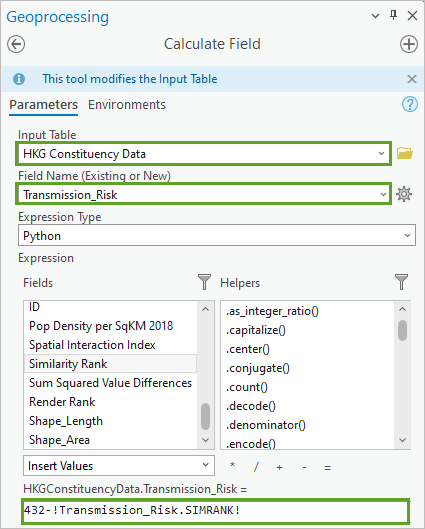 Geoprocessing
Calculate Field
This tool modifies the Input Table
Parameters Environments
Input Table
HKG Constituency Data
Field Name (Existing or New)
Transmission_Risk
Expression Type
Python
Expression
Fields
ID
Pop Density per SqKM 2018
Spatial Interaction Index
Similarity Rank
Sum Squared Value Differences
Render Rank
Shape_Length
Shape_Area
Helpers
.as_integer_ratio()
.capitalize()
.center()
.conjugate()
.count()
.decode()
.denominator()
.encode()
Insert Values
* / + - =
HKGConstituencyData.Transmission_Risk =
432-!Transmission_Risk.SIMRANK!